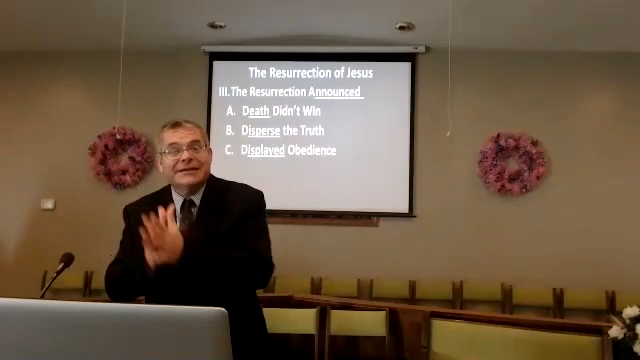 The Resurrection of Jesus
III.The Resurrection Announced
A. Death Didn't Win
B. Disperse the Truth
C. Displayed Obedience